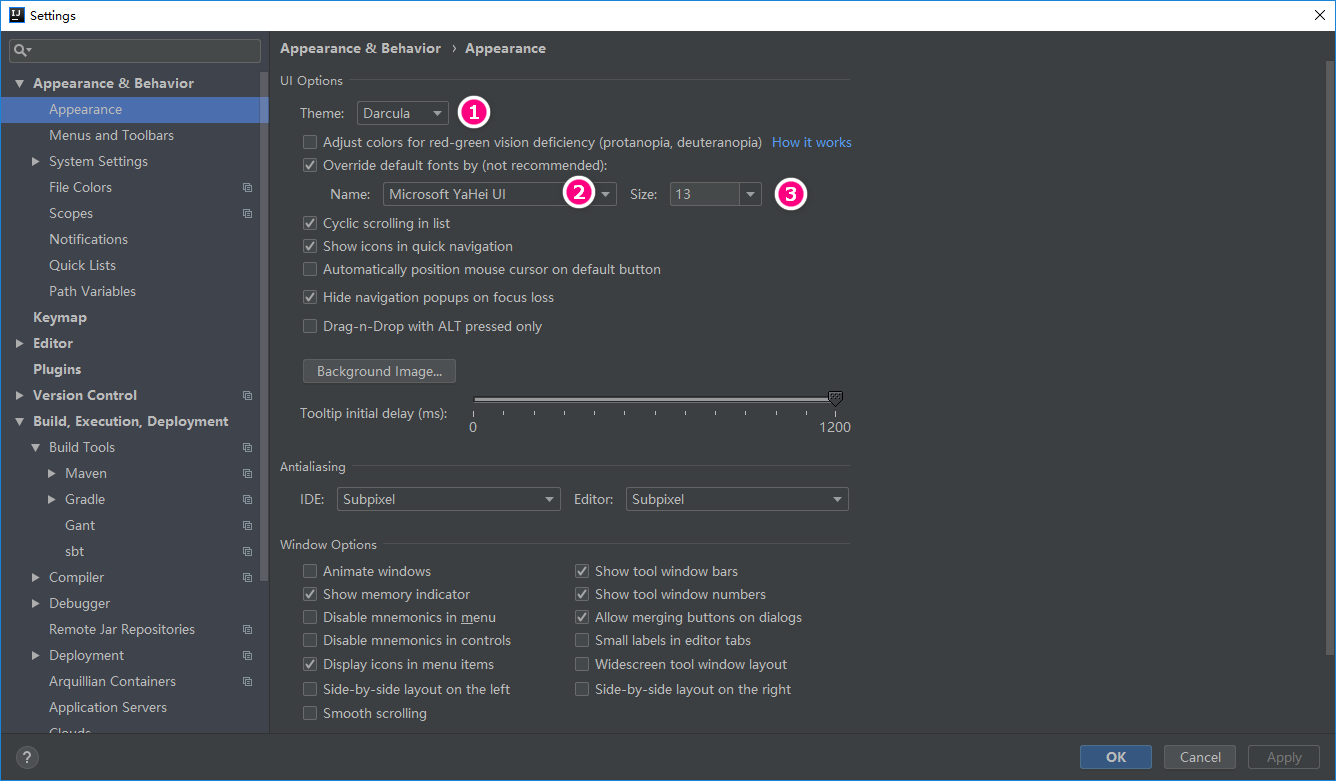 Settings
Appearance & Behavior
Appearance
Menus and Toolbars
System Settings
File Colors
Scopes
Notifications
Quick Lists
Path Variables
Keymap
Editor
Plugins
Version Control
Build, Execution, Deployment
Build Tools
Maven
Gradle
Gant
sbt
Compiler
Debugger
Remote Jar Repositories
Deployment
Arquillian Containers
Application Servers
Clouds
Appearance & Behavior › Appearance
UI Options
Theme: Darcula 1
Adjust colors for red-green vision deficiency (protanopia, deuteranopia) How it works
Override default fonts by (not recommended):
Name: Microsoft YaHei UI 2 Size: 13 3
Cyclic scrolling in list
Show icons in quick navigation
Automatically position mouse cursor on default button
Hide navigation popups on focus loss
Drag-n-Drop with ALT pressed only
Background Image...
Tooltip initial delay (ms):
0 1200
Antialiasing
IDE: Subpixel Editor: Subpixel
Window Options
Animate windows Show tool window bars
Show memory indicator Show tool window numbers
Disable mnemonics in menu Allow merging buttons on dialogs
Disable mnemonics in controls Small labels in editor tabs
Display icons in menu items Widescreen tool window layout
Side-by-side layout on the left Side-by-side layout on the right
Smooth scrolling
? OK Cancel Apply